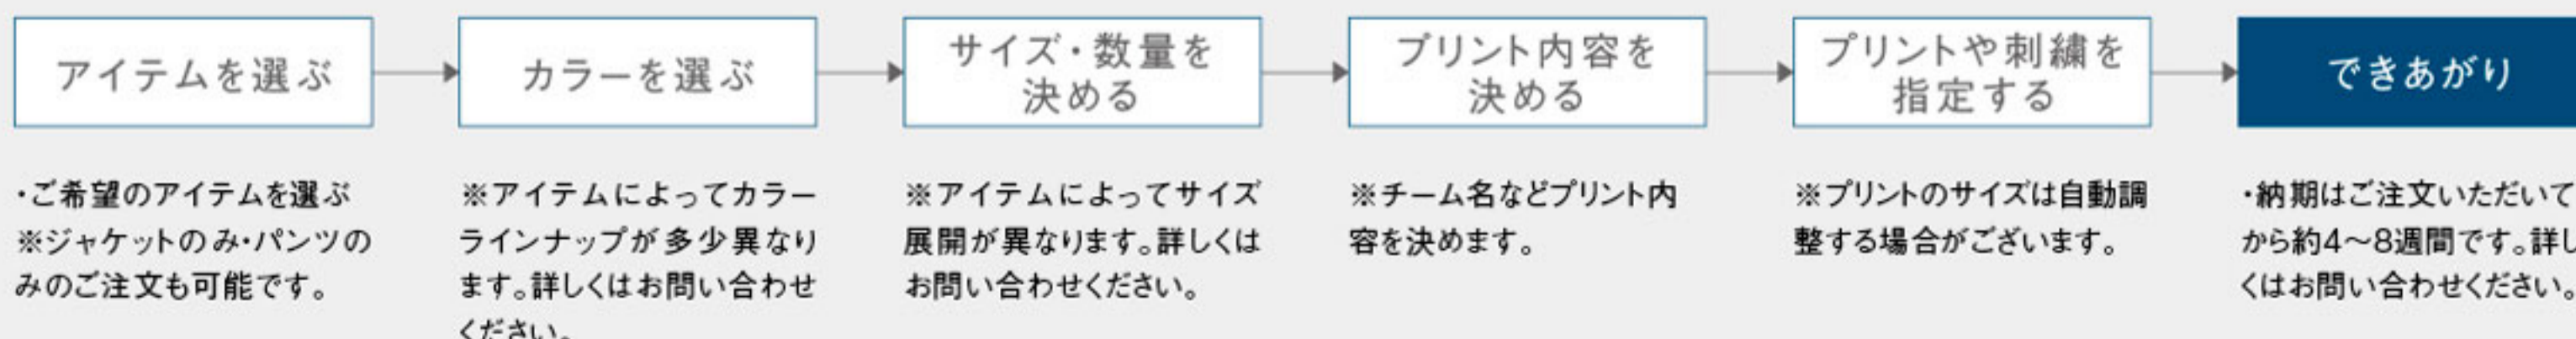 アイテムを選ぶ
カラーを選ぶ
サイズ・数量を
決める
プリント内容を
決める
プリントや刺繍を
指定する
できあがり
・ご希望のアイテムを選ぶ
※ジャケットのみ・パンツの
みのご注文も可能です。
※アイテムによってカラー
ラインナップが多少異なり
ます。詳しくはお問い合わせ
ください。
※アイテムによってサイズ
展開が異なります。詳しくは
お問い合わせください。
※チーム名などプリント内
容を決めます。
※プリントのサイズは自動調
整する場合がございます。
・納期はご注文いただいて
から約4〜8週間です。詳し
くはお問い合わせください。